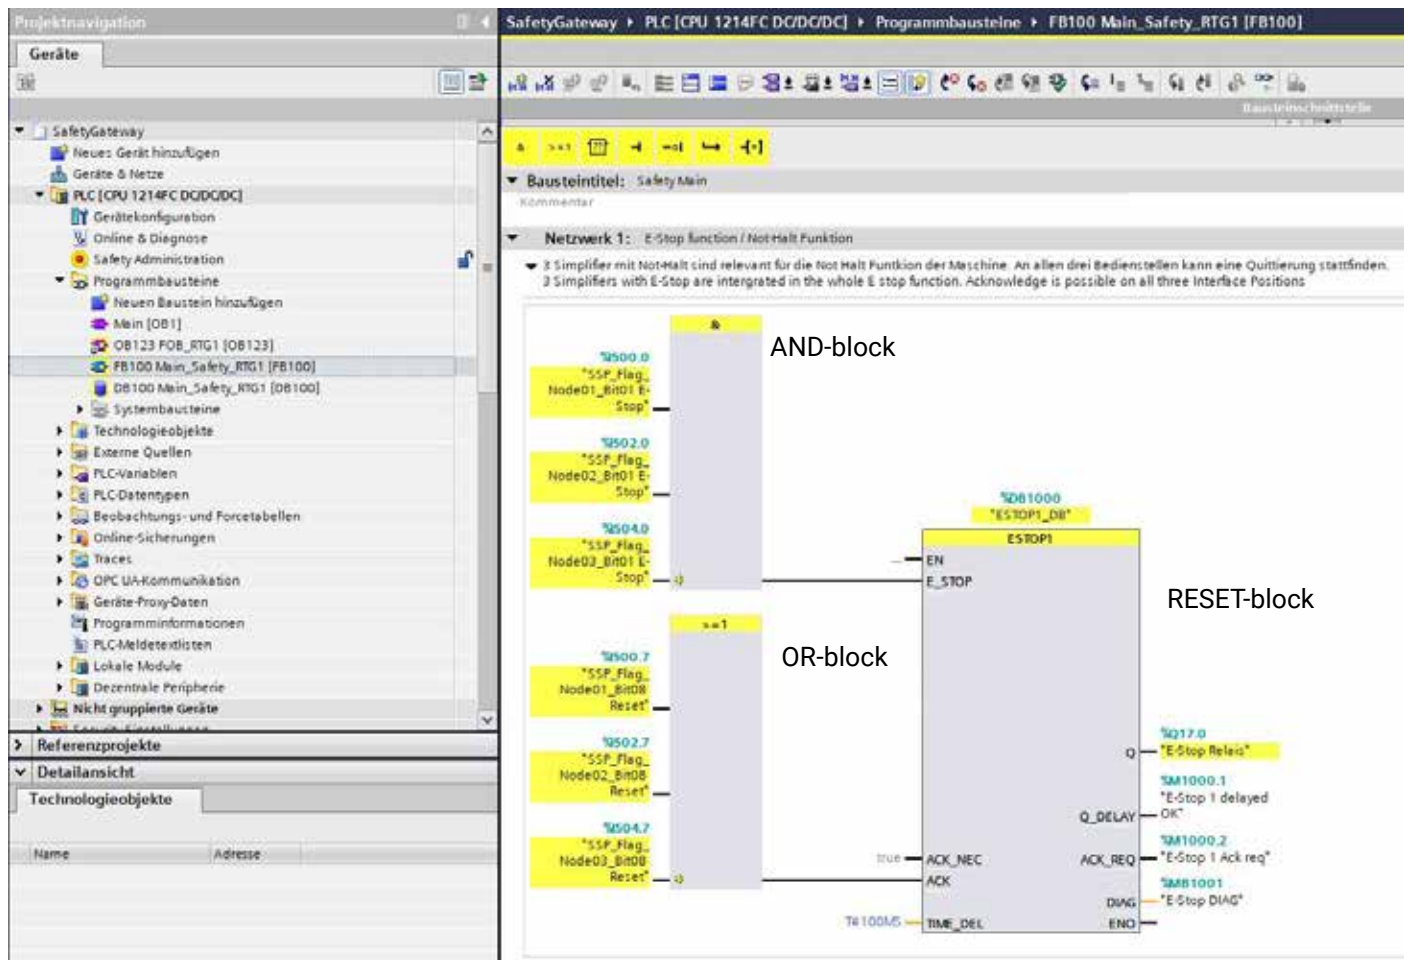 Projektnavigation
SafetyGateway ▸ PLC [CPU 1214FC DC/DC/DC] ▸ Programmbausteine ▸ FB100 Main_Safety_RTG1 [FB100]
Geräte
Bausteinschnittstelle
SafetyGateway
Neues Gerät hinzufügen
Geräte & Netze
PLC [CPU 1214FC DC/DC/DC]
Gerätekonfiguration
Online & Diagnose
Safety Administration
Programmbausteine
Neuen Baustein hinzufügen
Main [OB1]
OB123 FOB_RTG1 [OB123]
FB100 Main_Safety_RTG1 [FB100]
DB100 Main_Safety_RTG1 [DB100]
Systembausteine
Technologieobjekte
Externe Quellen
PLC-Variablen
PLC-Datentypen
Beobachtungs- und Forcetabellen
Online-Sicherungen
Traces
OPC UA-Kommunikation
Geräte-Proxy-Daten
Programminformationen
PLC-Meldetextlisten
Lokale Module
Dezentrale Peripherie
Nicht gruppierte Geräte
Referenzprojekte
Detailansicht
Technologieobjekte
Name Adresse
& >=1 ??
Bausteintitel: Safety Main
Kommentar
Netzwerk 1: E-Stop function / Not Halt Funktion
3 Simplifier mit Not-Halt sind relevant für die Not Halt Funtkion der Maschine. An allen drei Bedienstellen kann eine Quittierung stattfinden.
3 Simplifiers with E-Stop are intergrated in the whole E stop function. Acknowledge is possible on all three Interface Positions
&
AND-block
%I500.0
"SSP_Flag_
Node01_Bit01 E-
Stop"
%I502.0
"SSP_Flag_
Node02_Bit01 E-
Stop"
%I504.0
"SSP_Flag_
Node03_Bit01 E-
Stop"
>=1
OR-block
%I500.7
"SSP_Flag_
Node01_Bit08
Reset"
%I502.7
"SSP_Flag_
Node02_Bit08
Reset"
%I504.7
"SSP_Flag_
Node03_Bit08
Reset"
%DB1000
"ESTOP1_DB"
ESTOP1
RESET-block
... EN
E_STOP
true ACK_NEC
ACK
T#100MS TIME_DEL
%Q17.0
Q "E-Stop Relais"
%M1000.1
"E-Stop 1 delayed
Q_DELAY OK"
%M1000.2
ACK_REQ "E-Stop 1 Ack req"
%MB1001
DIAG "E-Stop DIAG"
ENO